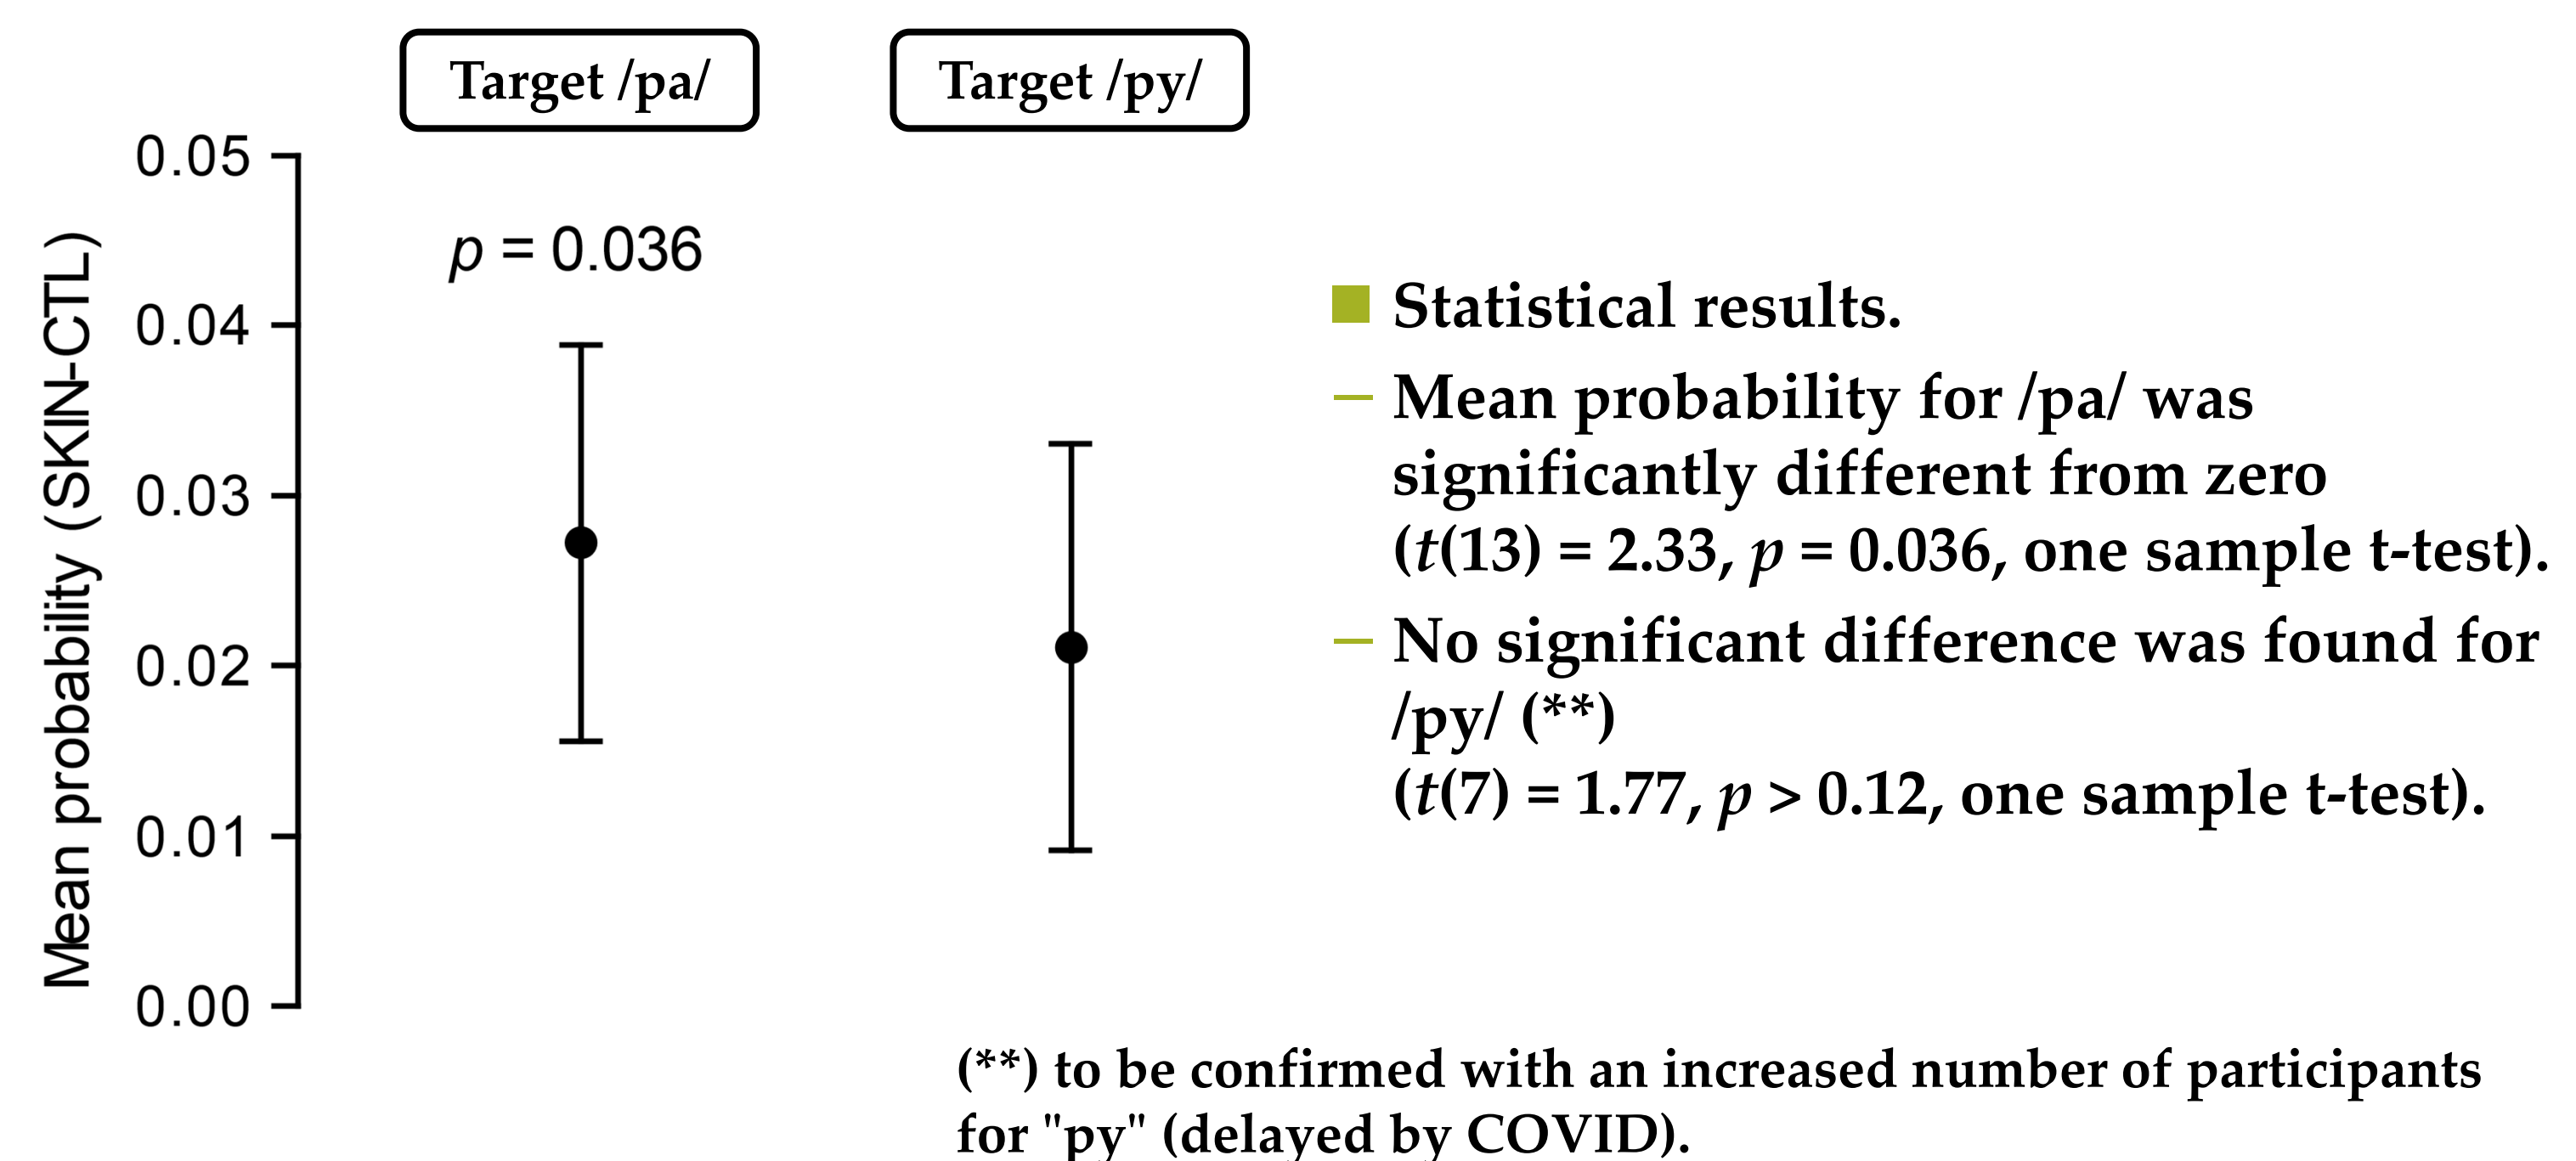 Target /pa/
Target /py/
0.05
0.04
0.03
0.02
0.01
0.00
Mean probability (SKIN-CTL)
p = 0.036
Statistical results.
Mean probability for /pa/ was
significantly different from zero
(t(13) = 2.33, p = 0.036, one sample t-test).
No significant difference was found for
/py/ (**)
(t(7) = 1.77, p > 0.12, one sample t-test).
(**) to be confirmed with an increased number of participants
for "py" (delayed by COVID).